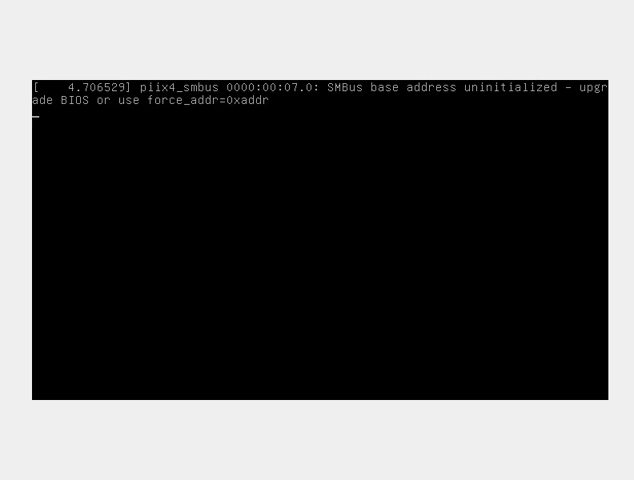 [    4.706529] piix4_smbus 0000:00:07.0: SMBus base address uninitialized - upgr
ade BIOS or use force_addr=0xaddr